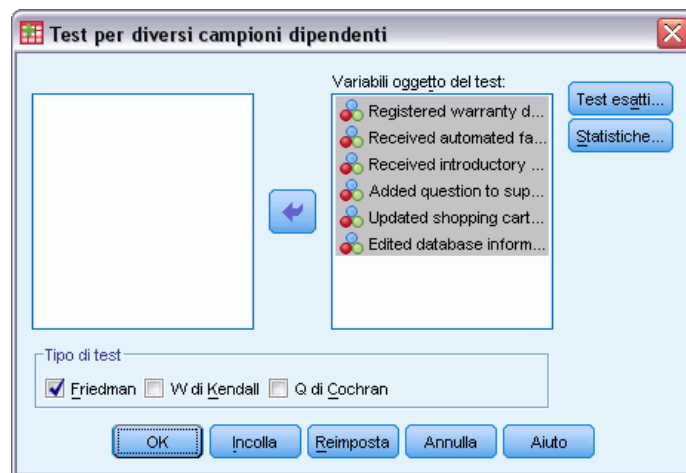 Test per diversi campioni dipendenti
Variabili oggetto del test:
Registered warranty d...
Received automated fa...
Received introductory ...
Added question to sup...
Updated shopping cart...
Edited database inform...
Test esatti...
Statistiche...
Tipo di test
Friedman
W di Kendall
Q di Cochran
OK
Incolla
Reimposta
Annulla
Aiuto